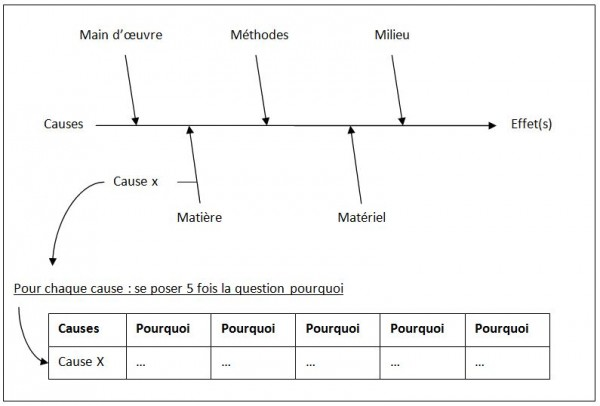 Main d’œuvre Méthodes Milieu
Causes Effet(s)
Cause x
Matière Matériel
Pour chaque cause : se poser 5 fois la question pourquoi
Causes Pourquoi Pourquoi Pourquoi Pourquoi Pourquoi
Cause X ... ... ... ... ...